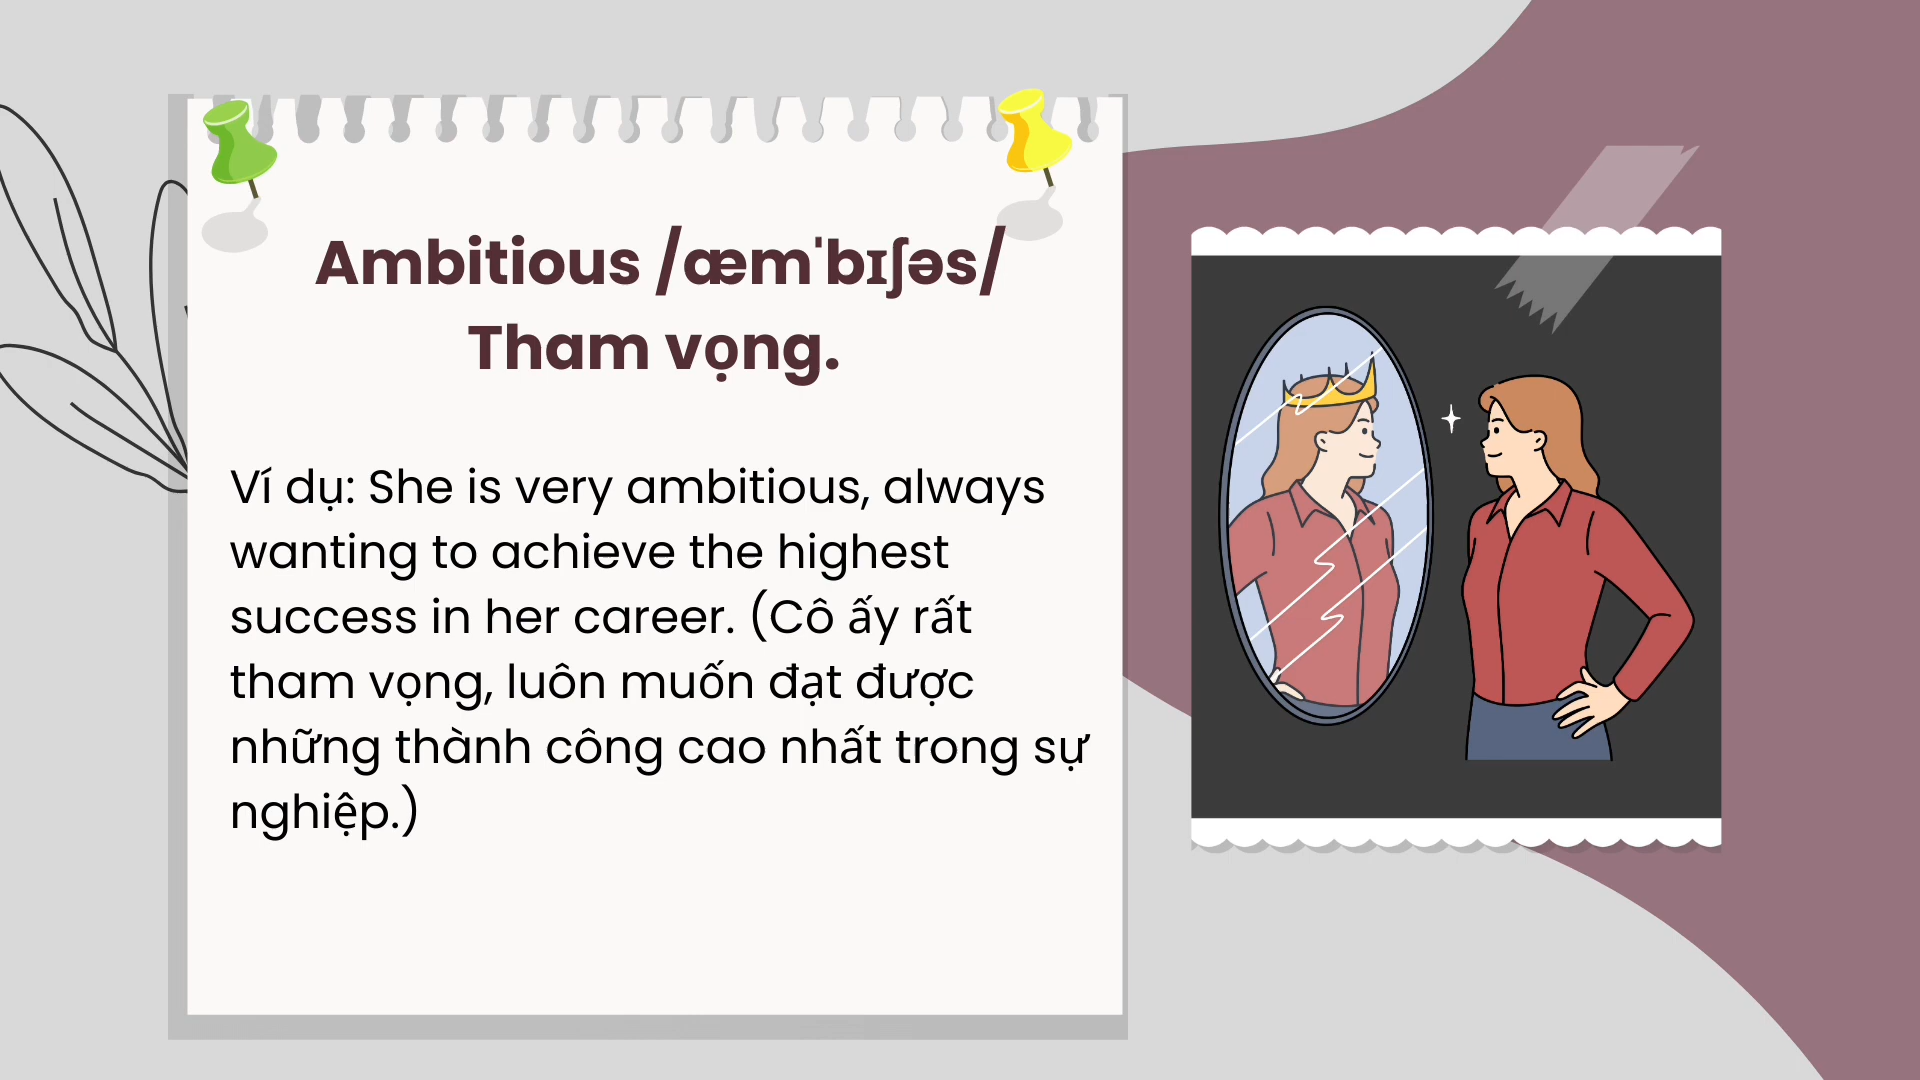 Ambitious /æmˈbɪʃəs/
Tham vọng.
Ví dụ: She is very ambitious, always
wanting to achieve the highest
success in her career. (Cô ấy rất
tham vọng, luôn muốn đạt được
những thành công cao nhất trong sự
nghiệp.)